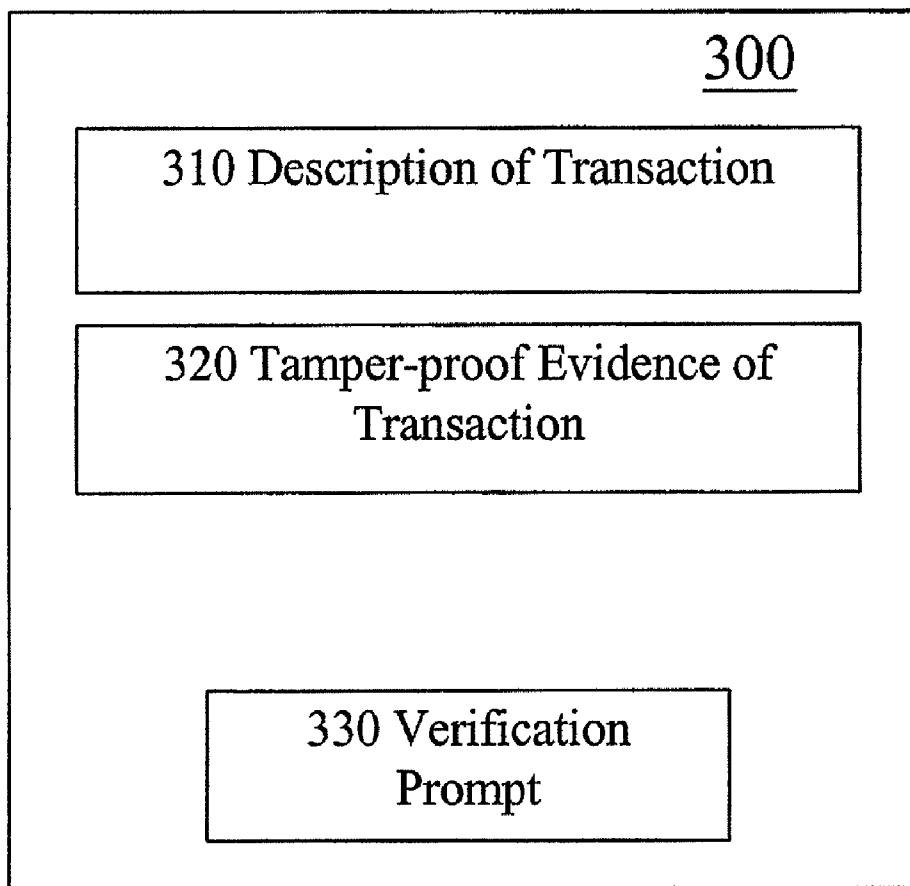 300
310 Description of Transaction
320 Tamper-proof Evidence of
Transaction
330 Verification
Prompt